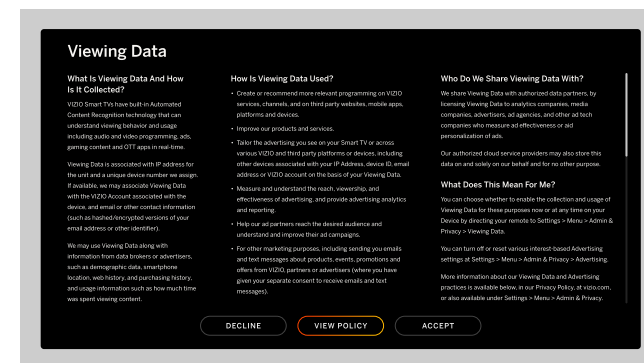 Viewing Data
What Is Viewing Data And How
Is It Collected?
VIZIO Smart TVs have built-in Automated
Content Recognition technology that can
understand viewing behavior and usage
including audio and video programming, ads,
gaming content and OTT apps in real-time.
Viewing Data is associated with IP address for
the unit and a unique device number we assign.
If available, we may associate Viewing Data
with the VIZIO Account associated with the
device, and email or other contact information
(such as hashed/encrypted versions of your
email address or other identifier).
We may use Viewing Data along with
information from data brokers or advertisers,
such as demographic data, smartphone
location, web history, and purchasing history,
and usage information such as how much time
was spent viewing content.
How Is Viewing Data Used?
• Create or recommend more relevant programming on VIZIO
services, channels, and on third party websites, mobile apps,
platforms and devices.
• Improve our products and services.
• Tailor the advertising you see on your Smart TV or across
various VIZIO and third party platforms or devices, including
other devices associated with your IP Address, device ID, email
address or VIZIO account on the basis of your Viewing Data.
• Measure and understand the reach, viewership, and
effectiveness of advertising, and provide advertising analytics
and reporting.
• Help our ad partners reach the desired audience and
understand and improve their ad campaigns.
• For other marketing purposes, including sending you emails
and text messages about products, events, promotions and
offers from VIZIO, partners or advertisers (where you have
given your separate consent to receive emails and text
messages).
Who Do We Share Viewing Data With?
We share Viewing Data with authorized data partners, by
licensing Viewing Data to analytics companies, media
companies, advertisers, ad agencies, and other ad tech
companies who measure ad effectiveness or aid
personalization of ads.
Our authorized cloud service providers may also store this
data on and solely on our behalf and for no other purpose.
What Does This Mean For Me?
You can choose whether to enable the collection and usage of
Viewing Data for these purposes now or at any time on your
Device by directing your remote to Settings > Menu > Admin &
Privacy > Viewing Data.
You can turn off or reset various interest-based Advertising
settings at Settings > Menu > Admin & Privacy > Advertising.
More information about our Viewing Data and Advertising
practices is available below, in our Privacy Policy, at vizio.com,
or also available under Settings > Menu > Admin & Privacy.
DECLINE
VIEW POLICY
ACCEPT